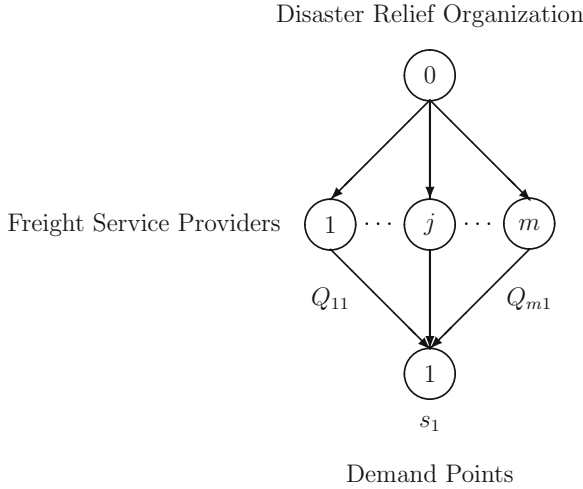 Disaster Relief Organization
0
Freight Service Providers
1 ··· j ··· m
Q₁₁ Qₘ₁
1
s₁
Demand Points